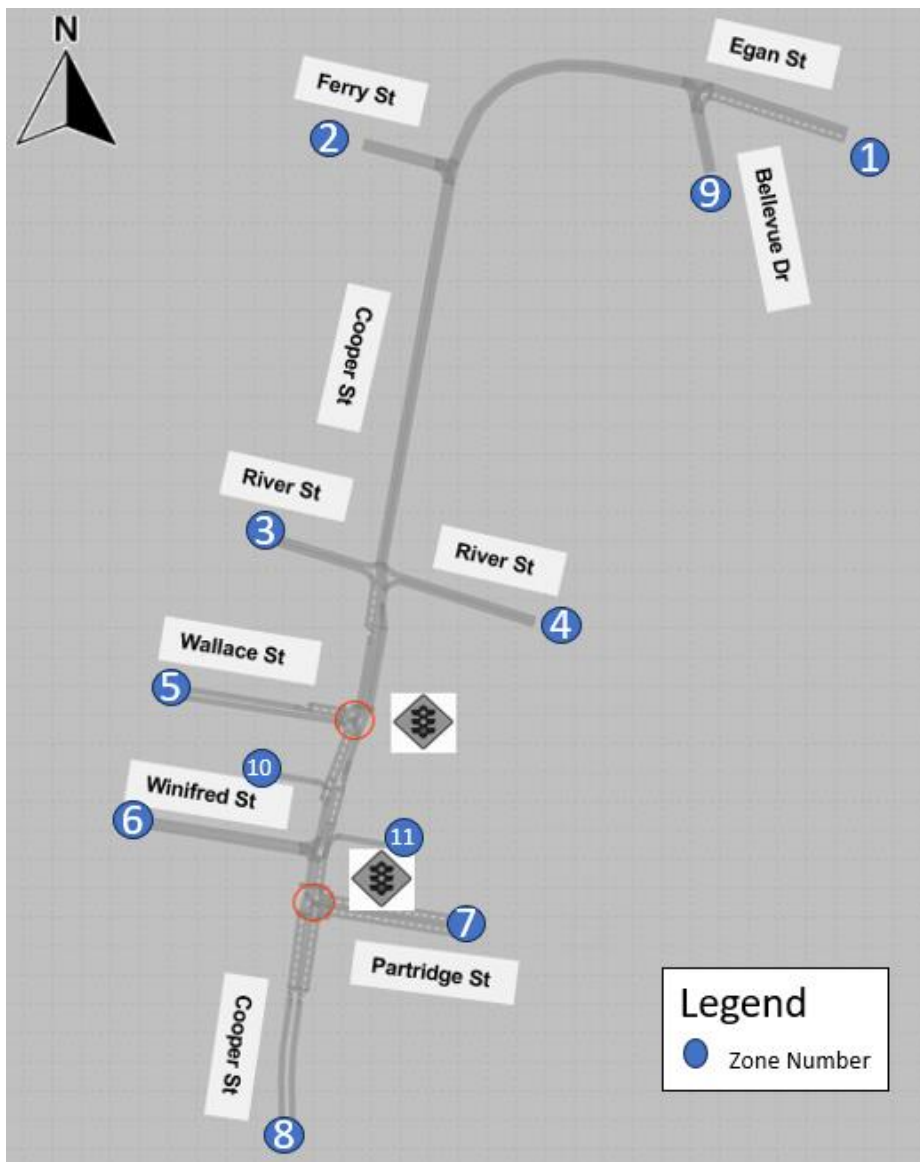 N
Egan St
Ferry St
2
1
9
Bellevue Dr
Cooper St
River St
3
River St
4
Wallace St
5
10
Winifred St
6
11
7
Partridge St
Cooper St
Legend
Zone Number
8